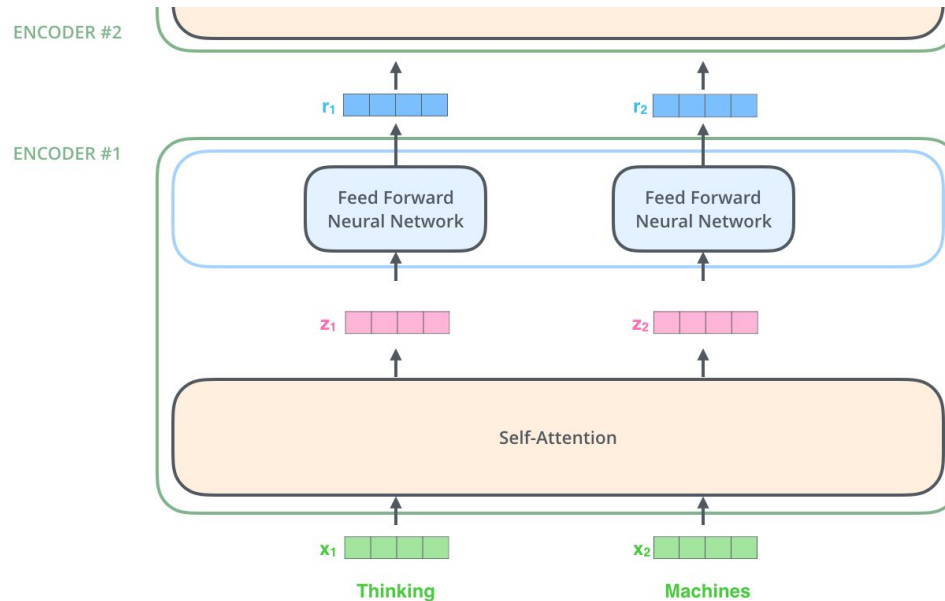 ENCODER #2
r₁
r₂
ENCODER #1
Feed Forward
Neural Network
Feed Forward
Neural Network
z₁
z₂
Self-Attention
x₁
x₂
Thinking
Machines